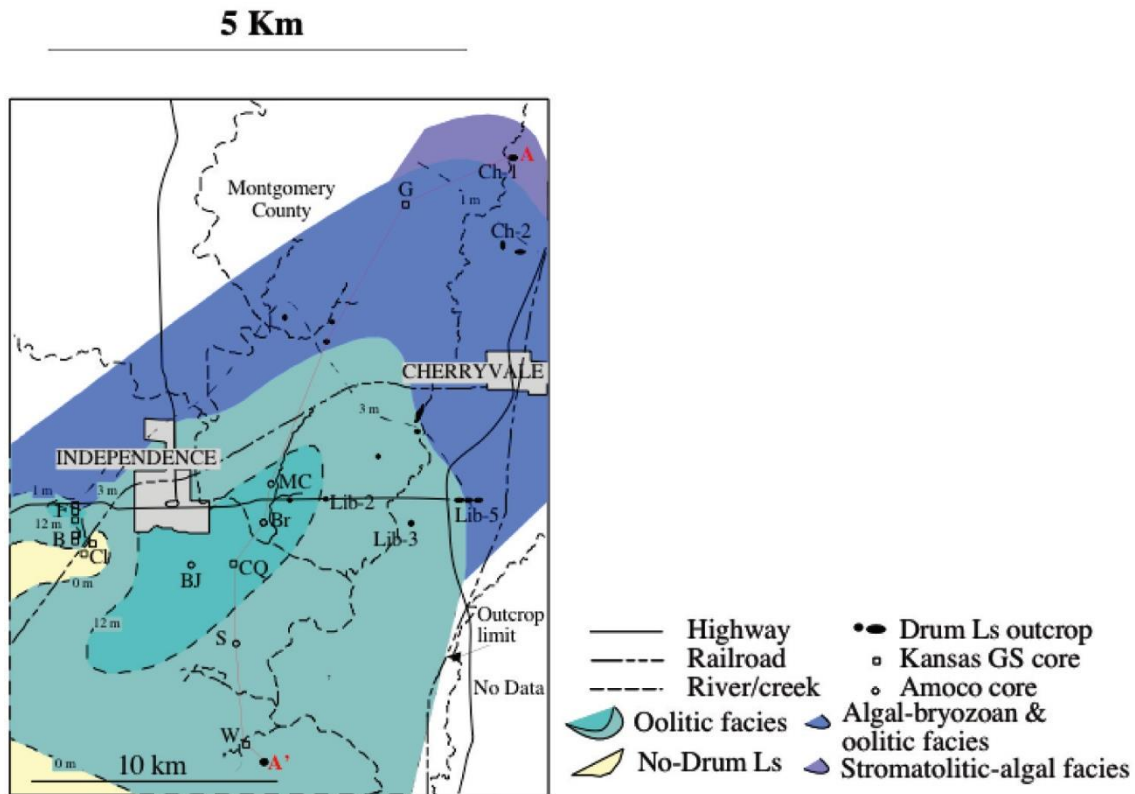 5 Km
A
Ch-1
Montgomery
County
G
1 m
Ch-2
CHERRYVALE
3 m
INDEPENDENCE
MC
1 m
3 m
F
Lib-2
Lib-5
12 m
Br
B
Lib-3
Cl
CQ
BJ
0 m
12 m
Outcrop
limit
S
No Data
W
A'
0 m
10 km
Highway
Railroad
River/creek
Oolitic facies
No-Drum Ls
Drum Ls outcrop
Kansas GS core
Amoco core
Algal-bryozoan &
oolitic facies
Stromatolitic-algal facies